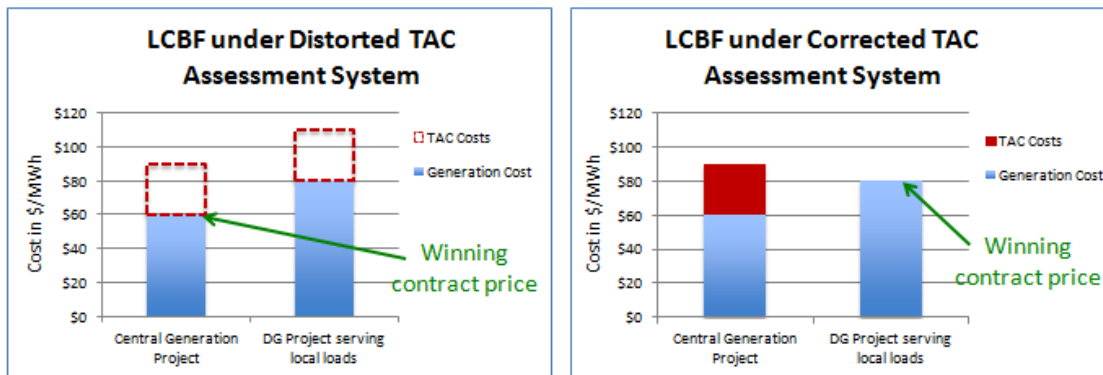 LCBF under Distorted TAC
Assessment System
$120
$100
$80
$60
$40
$20
$0
Cost in $/MWh
TAC Costs
Generation Cost
Winning
contract price
Central Generation
Project
DG Project serving
local loads
LCBF under Corrected TAC
Assessment System
$120
$100
$80
$60
$40
$20
$0
Cost in $/MWh
TAC Costs
Generation Cost
Winning
contract price
Central Generation
Project
DG Project serving
local loads